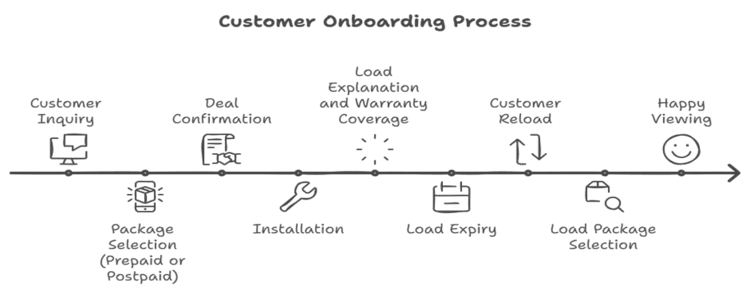 Customer Onboarding Process
Customer
Inquiry
Package
Selection
(Prepaid or
Postpaid)
Deal
Confirmation
Installation
Load
Explanation
and Warranty
Coverage
Load Expiry
Customer
Reload
Load Package
Selection
Happy
Viewing